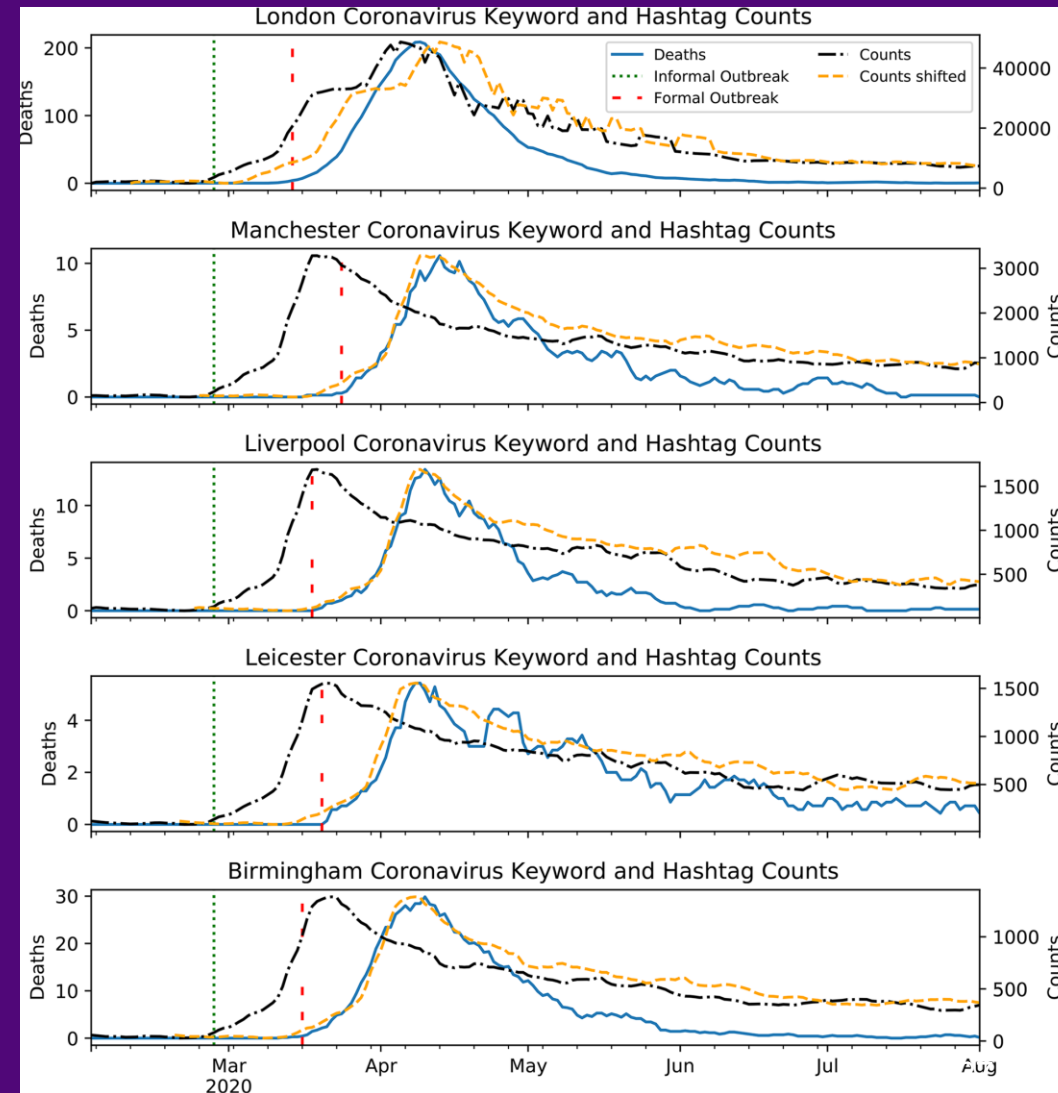 London Coronavirus Keyword and Hashtag Counts
200
100
0
Deaths
Deaths
Informal Outbreak
Formal Outbreak
Counts
Counts shifted
40000
20000
0
Manchester Coronavirus Keyword and Hashtag Counts
10
5
0
Deaths
3000
2000
1000
0
Counts
Liverpool Coronavirus Keyword and Hashtag Counts
10
5
0
Deaths
1500
1000
500
Counts
Leicester Coronavirus Keyword and Hashtag Counts
4
2
0
Deaths
1500
1000
500
Counts
Birmingham Coronavirus Keyword and Hashtag Counts
30
20
10
0
Deaths
1000
500
0
Counts
Mar Apr May Jun Jul Aug
2020